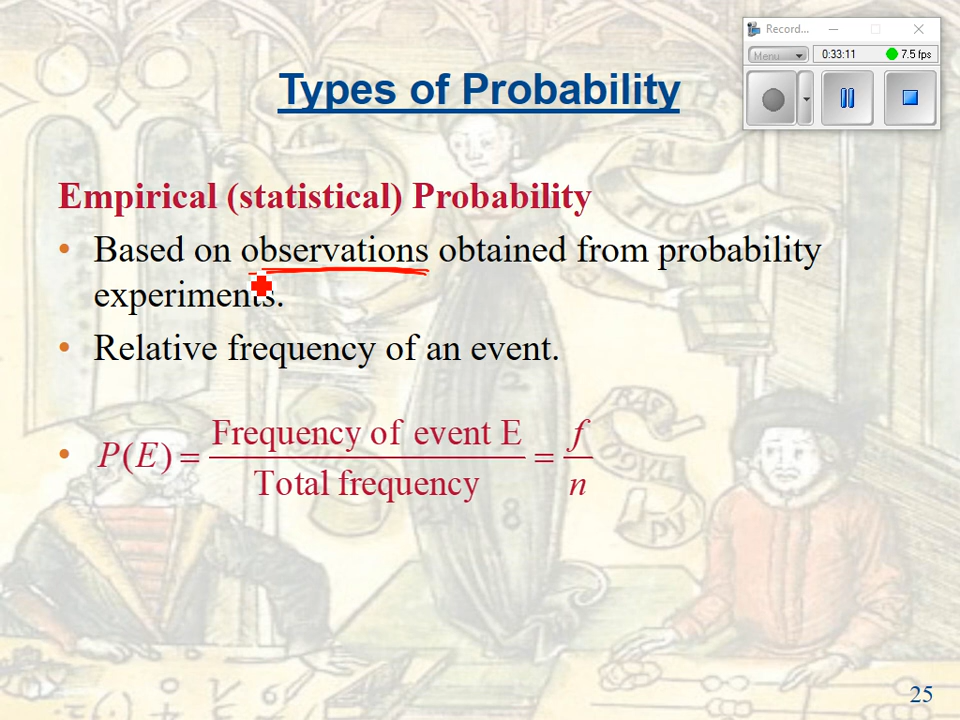 Record...
Menu
0:33:11
7.5 fps
Types of Probability
Empirical (statistical) Probability
• Based on observations obtained from probability
experiments.
• Relative frequency of an event.
• P(E) = Frequency of event E / Total frequency = f / n
25